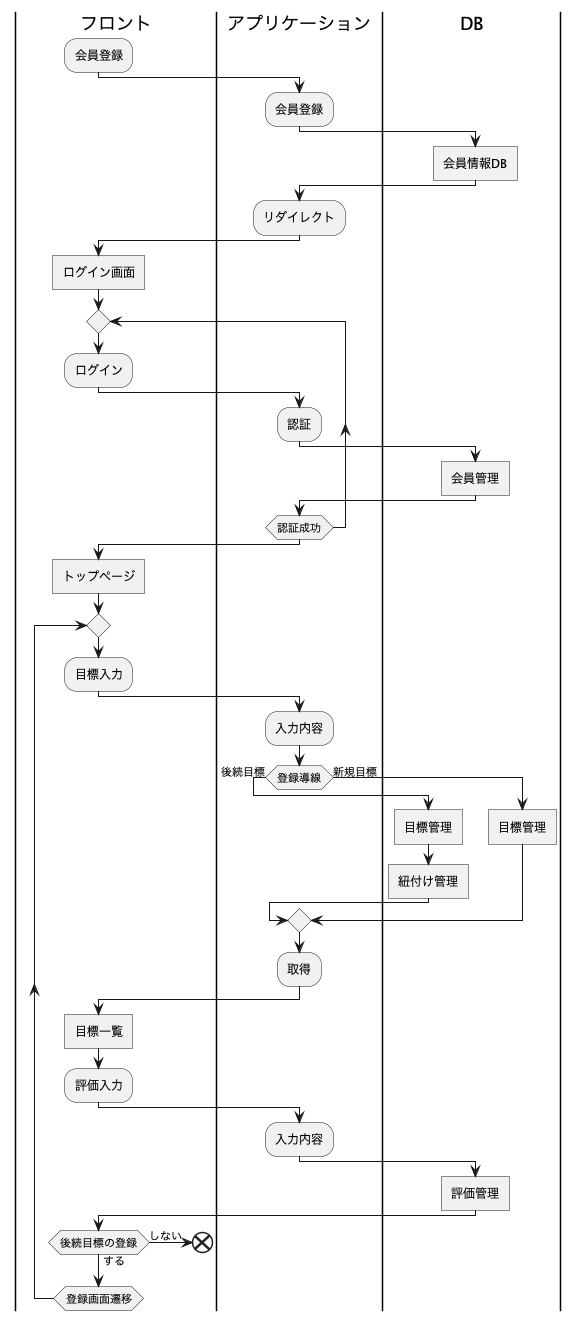 フロント
アプリケーション
DB
会員登録
会員登録
会員情報DB
リダイレクト
ログイン画面
ログイン
認証
会員管理
認証成功
トップページ
目標入力
入力内容
後続目標
登録導線
新規目標
目標管理
目標管理
紐付け管理
取得
目標一覧
評価入力
入力内容
評価管理
後続目標の登録
しない
する
登録画面遷移